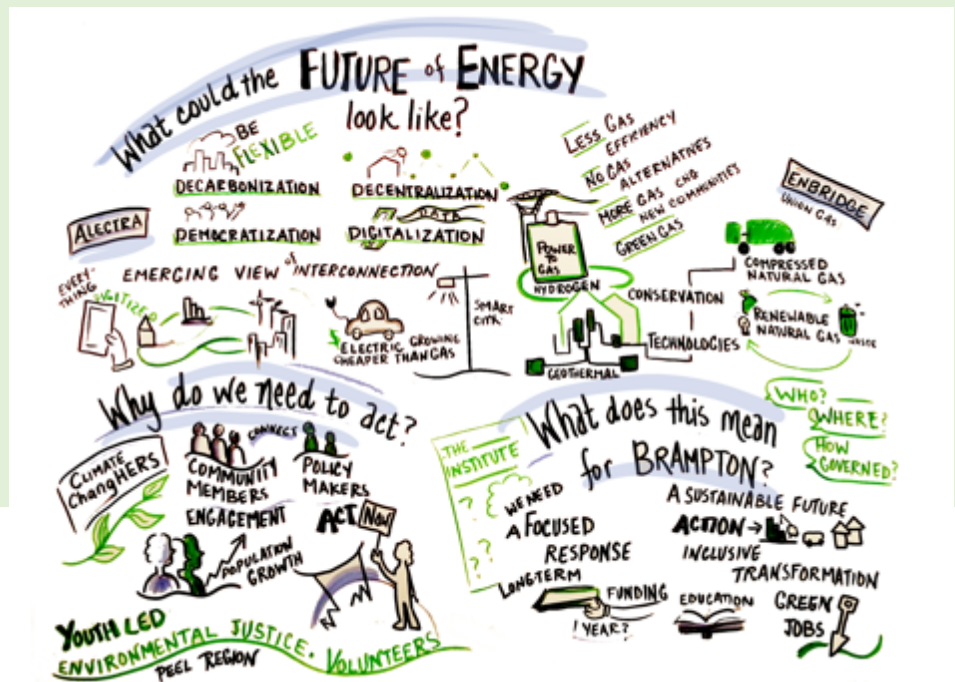 What could the FUTURE of ENERGY
look like?
BE
FLEXIBLE
DECARBONIZATION
DECENTRALIZATION
ALECTRA
DEMOCRATIZATION
DATA
DIGITALIZATION
EMERGING VIEW of INTERCONNECTION
EVERY-
THING
DIGITIZED
ELECTRIC GROWING
CHEAPER THAN GAS
SMART
CITY
LESS GAS
EFFICIENCY
NO GAS
ALTERNATIVES
MORE GAS CNG
NEW COMMUNITIES
GREEN GAS
ENBRIDGE
UNION GAS
POWER
TO
GAS
HYDROGEN
CONSERVATION
TECHNOLOGIES
GEOTHERMAL
COMPRESSED
NATURAL GAS
RENEWABLE
NATURAL GAS
WASTE
Why do we need to act?
CLIMATE
ChangHERS
CONNECT
COMMUNITY
MEMBERS
ENGAGEMENT
POLICY
MAKERS
ACT NOW
POPULATION
GROWTH
YOUTH LED
ENVIRONMENTAL JUSTICE. VOLUNTEERS
PEEL REGION
What does this mean
for BRAMPTON?
WHO?
WHERE?
HOW
GOVERNED?
THE
INSTITUTE
?
?
? ?
?
WE NEED
A FOCUSED
RESPONSE
LONGTERM
FUNDING
1 YEAR?
A SUSTAINABLE FUTURE
ACTION →
INCLUSIVE
TRANSFORMATION
EDUCATION
GREEN
JOBS